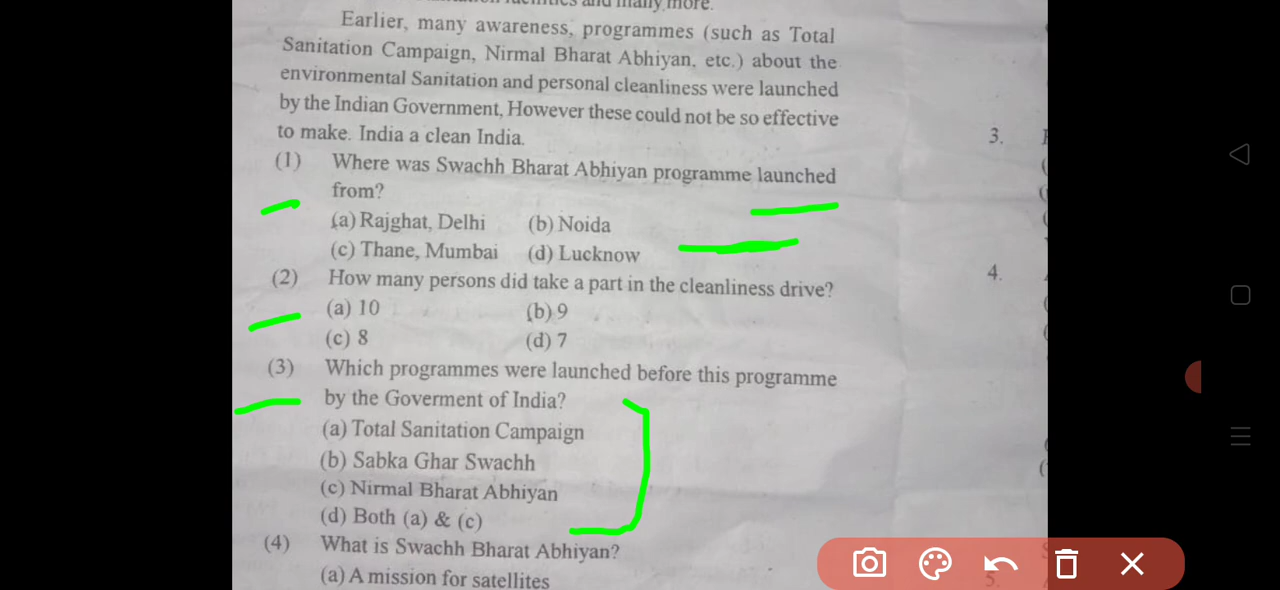 and many more.
Earlier, many awareness, programmes (such as Total
Sanitation Campaign, Nirmal Bharat Abhiyan, etc.) about the
environmental Sanitation and personal cleanliness were launched
by the Indian Government, However these could not be so effective
to make. India a clean India.
(1) Where was Swachh Bharat Abhiyan programme launched
from?
(a) Rajghat, Delhi (b) Noida
(c) Thane, Mumbai (d) Lucknow
(2) How many persons did take a part in the cleanliness drive?
(a) 10 (b) 9
(c) 8 (d) 7
(3) Which programmes were launched before this programme
by the Goverment of India?
(a) Total Sanitation Campaign
(b) Sabka Ghar Swachh
(c) Nirmal Bharat Abhiyan
(d) Both (a) & (c)
(4) What is Swachh Bharat Abhiyan?
(a) A mission for satellites
3.
4.
5.